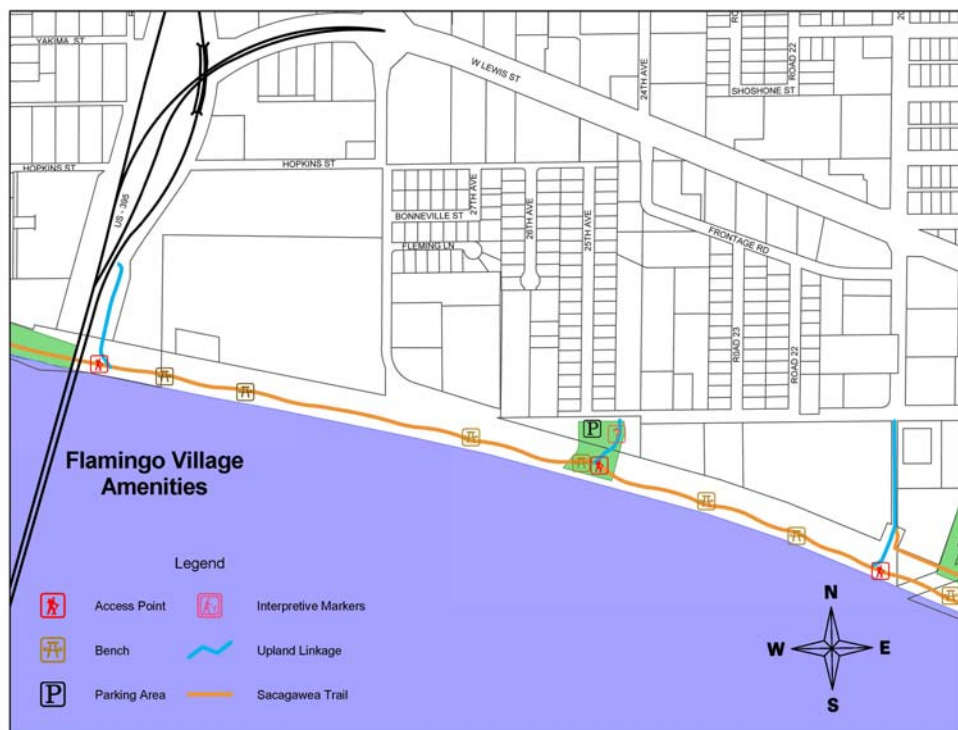 YAKIMA ST
W LEWIS ST
24TH AVE
ROAD 22
SHOSHONE ST
HOPKINS ST
HOPKINS ST
US - 395
27TH AVE
26TH AVE
25TH AVE
BONNEVILLE ST
FLEMING LN
FRONTAGE RD
ROAD 23
ROAD 22
P
Flamingo Village
Amenities
Legend
Access Point
Interpretive Markers
Bench
Upland Linkage
P
Parking Area
Sacagawea Trail
N
W
E
S